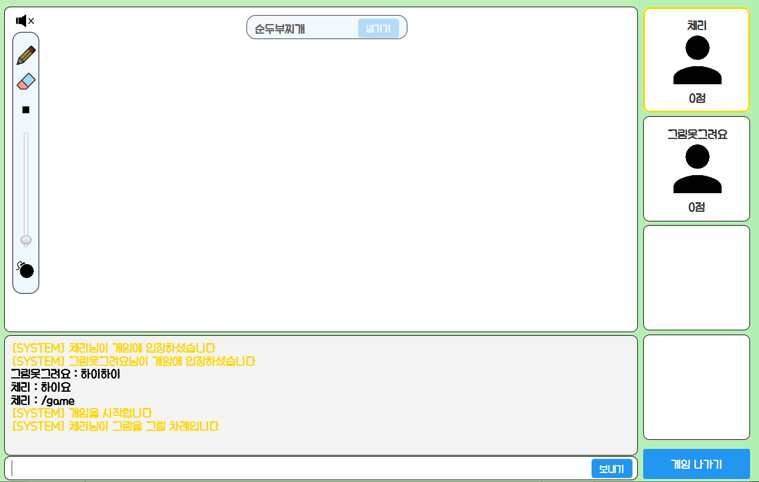 순두부찌개
넘기기
체리
0점
그림못그려요
0점
[SYSTEM] 체리님이 게임에 입장하셨습니다
[SYSTEM] 그림못그려요님이 게임에 입장하셨습니다
그림못그려요 : 하이하이
체리 : 하이요
체리 : /game
[SYSTEM] 게임을 시작합니다
[SYSTEM] 체리님이 그림을 그릴 차례입니다
보내기
게임 나가기